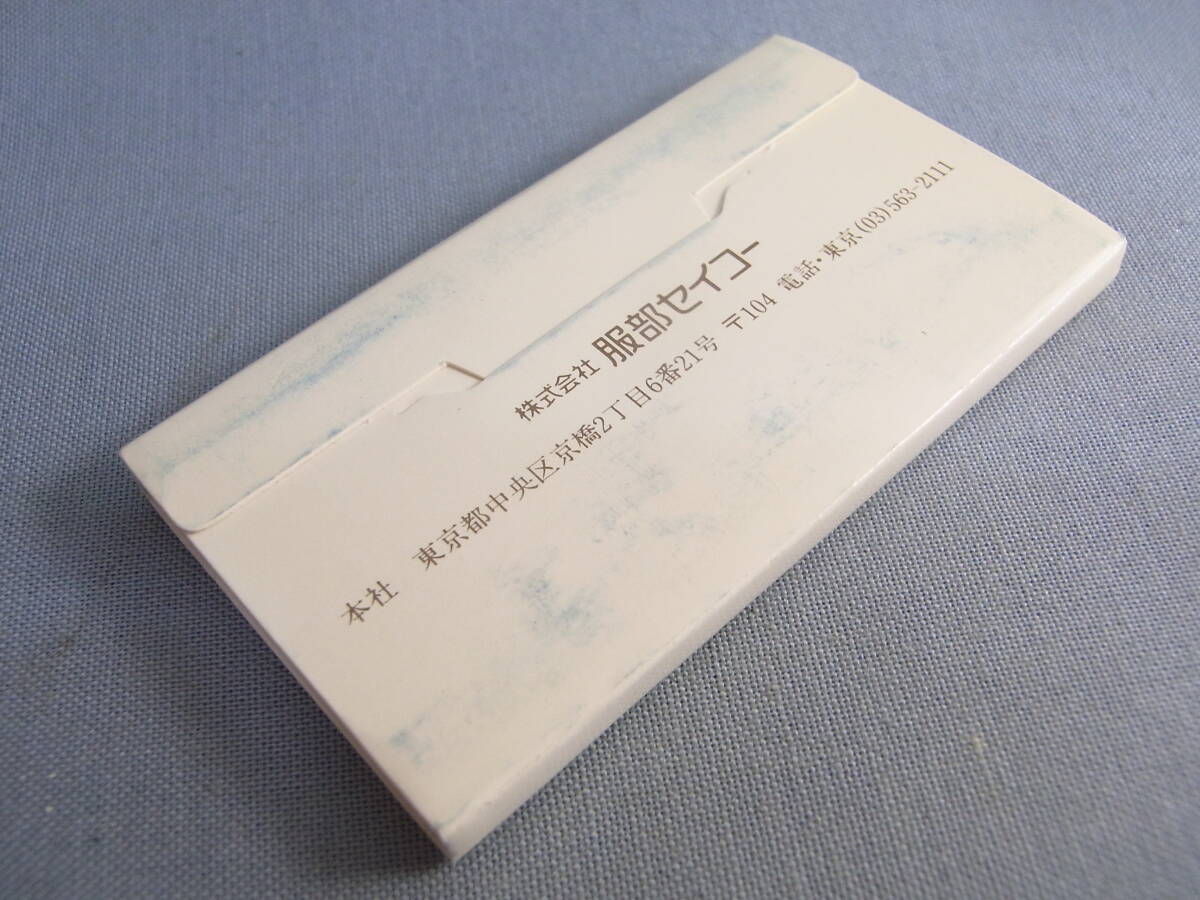 株式会社 服部セイコー
本社 東京都中央区京橋2丁目6番21号 〒104 電話・東京(03)563-2111